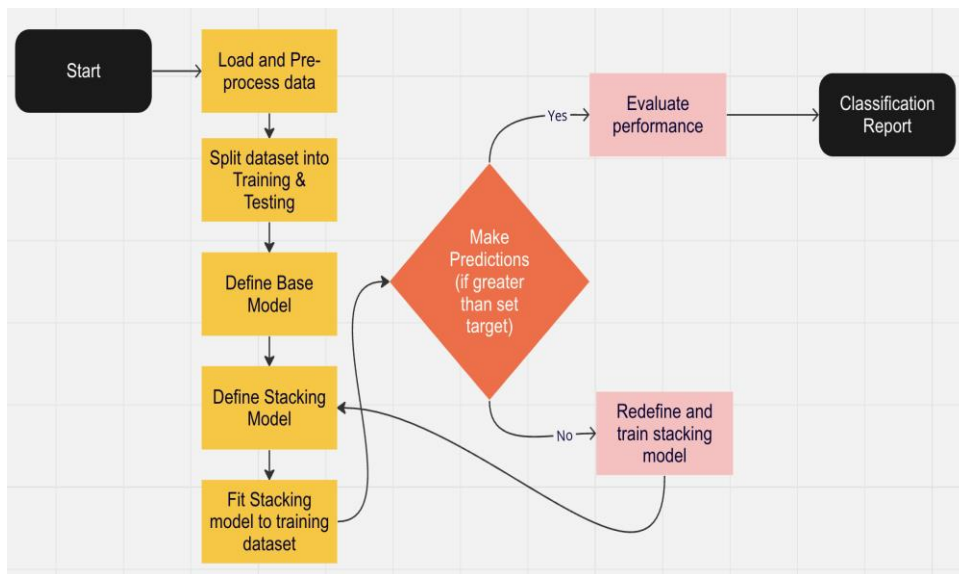 Start
Load and Pre-
process data
Split dataset into
Training &
Testing
Define Base
Model
Define Stacking
Model
Fit Stacking
model to training
dataset
Make
Predictions
(if greater
than set
target)
Yes
Evaluate
performance
Classification
Report
No
Redefine and
train stacking
model